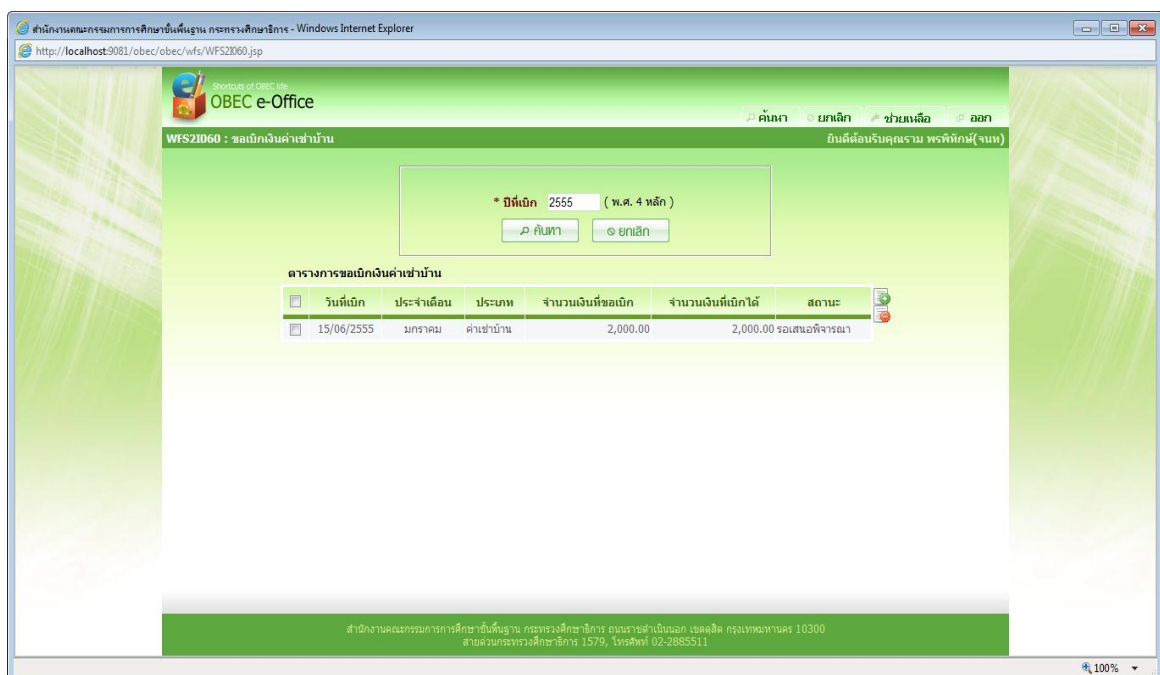 สำนักงานคณะกรรมการการศึกษาขั้นพื้นฐาน กระทรวงศึกษาธิการ - Windows Internet Explorer
http://localhost:9081/obec/obec/wfs/WFS2I060.jsp
Shortcuts of OBEC life
OBEC e-Office
ค้นหา ยกเลิก ช่วยเหลือ ออก
WFS2I060 : ขอเบิกเงินค่าเช่าบ้าน ยินดีต้อนรับคุณราม พรพิทักษ์(จนท)
* ปีที่เบิก 2555 ( พ.ศ. 4 หลัก )
ค้นหา ยกเลิก
ตารางการขอเบิกเงินค่าเช่าบ้าน
วันที่เบิก ประจำเดือน ประเภท จำนวนเงินที่ขอเบิก จำนวนเงินที่เบิกได้ สถานะ
15/06/2555 มกราคม ค่าเช่าบ้าน 2,000.00 2,000.00 รอเสนอพิจารณา
สำนักงานคณะกรรมการการศึกษาขั้นพื้นฐาน กระทรวงศึกษาธิการ ถนนราชดำเนินนอก เขตดุสิต กรุงเทพมหานคร 10300
สายด่วนกระทรวงศึกษาธิการ 1579, โทรศัพท์ 02-2885511
100%